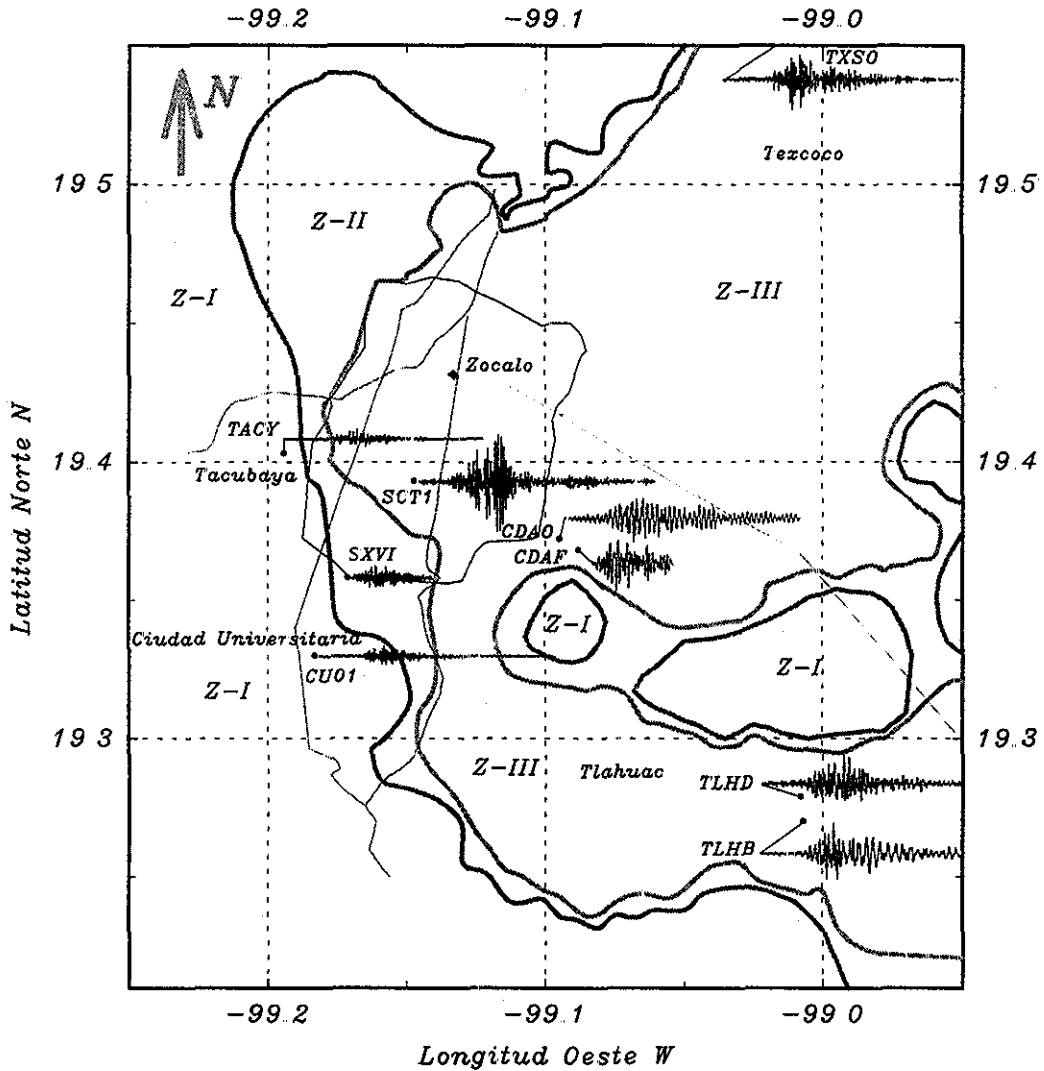 -99.2 -99.1 -99.0
TXSO
N
Texcoco
19.5 19.5
Z-II
Z-I Z-III
Zocalo
TACY
19.4 19.4
Tacubaya
SCT1
CDAO
CDAF
SXVI
Z-I
Ciudad Universitaria
Z-I
CU01
Z-I
19.3 19.3
Z-III Tlahuac
TLHD
TLHB
-99.2 -99.1 -99.0
Longitud Oeste W
Latitud Norte N